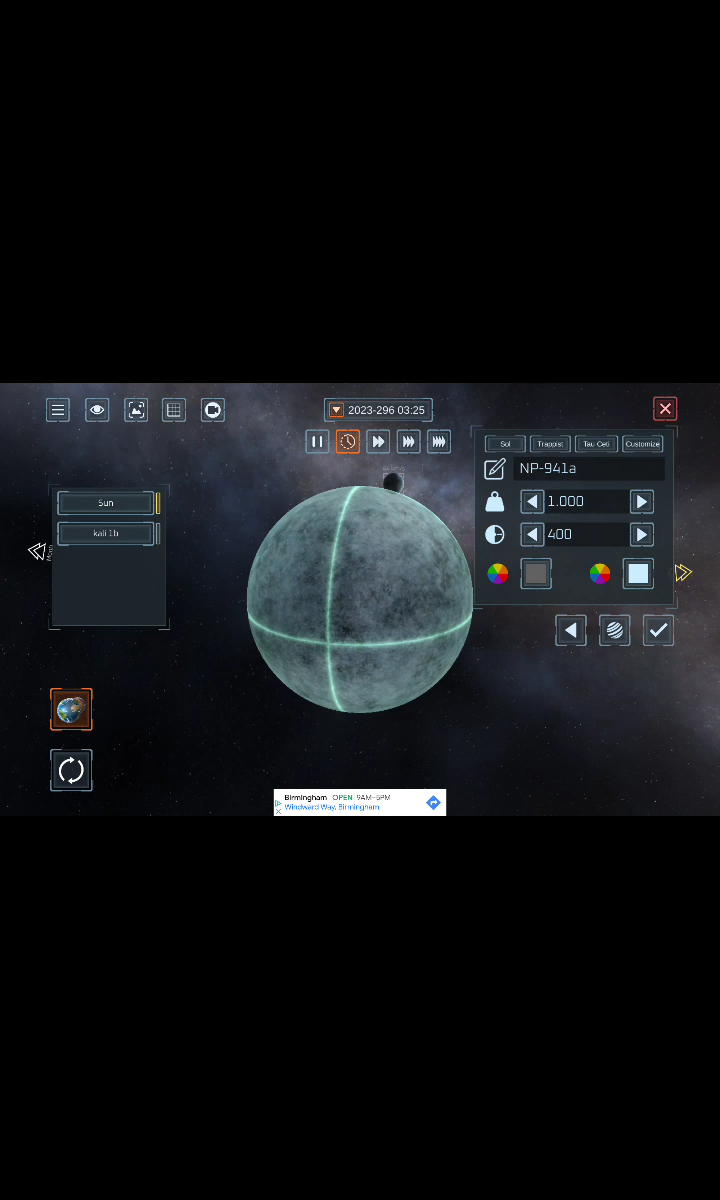 2023-296 03:25
Sol Trappist Tau Ceti Customize
NP-941a
1.000
400
Sun
kali 1b
Birmingham OPEN 9AM–5PM
Windward Way, Birmingham